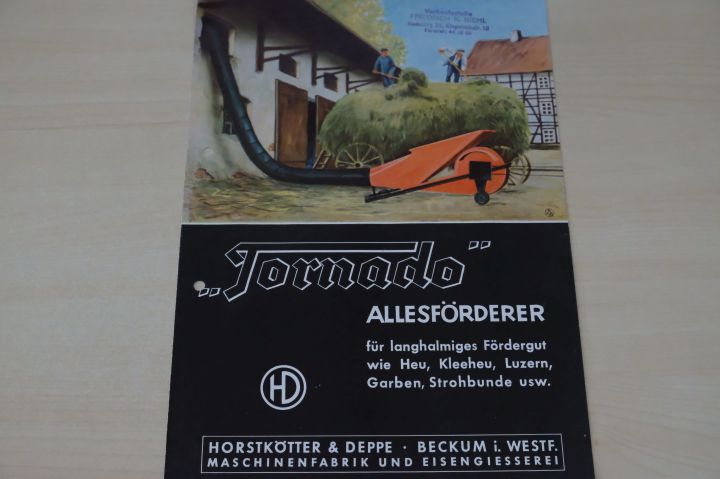 Verkaufsstelle
„Tornado”
ALLESFÖRDERER
für langhalmiges Fördergut
wie Heu, Kleeheu, Luzern,
Garben, Strohbunde usw.
HD
HORSTKÖTTER & DEPPE · BECKUM i. WESTF.
MASCHINENFABRIK UND EISENGIESSEREI